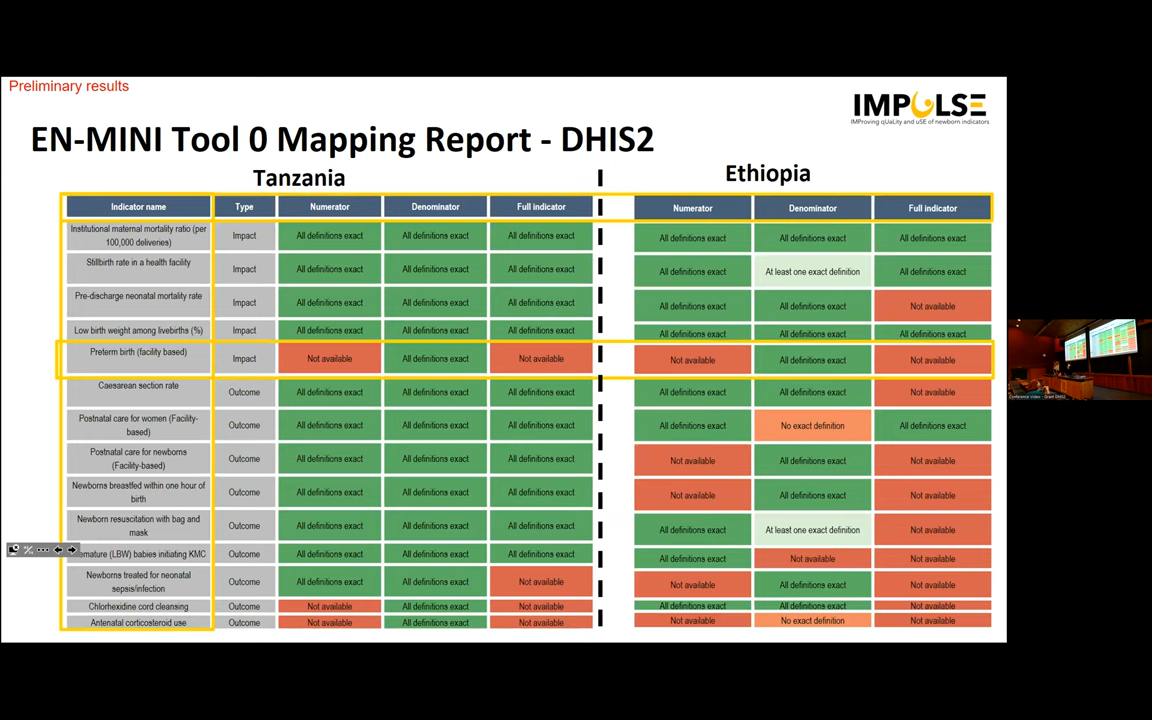 Preliminary results
IMPULSE
IMProving qUaLity and uSE of newborn indicators
EN-MINI Tool 0 Mapping Report - DHIS2
Tanzania
Ethiopia
Indicator name Type Numerator Denominator Full indicator Numerator Denominator Full indicator
Institutional maternal mortality ratio (per
100,000 deliveries)
Impact All definitions exact All definitions exact All definitions exact All definitions exact All definitions exact All definitions exact
Stillbirth rate in a health facility
Impact All definitions exact All definitions exact All definitions exact All definitions exact At least one exact definition All definitions exact
Pre-discharge neonatal mortality rate
Impact All definitions exact All definitions exact All definitions exact All definitions exact All definitions exact Not available
Low birth weight among livebirths (%) Impact All definitions exact All definitions exact All definitions exact All definitions exact All definitions exact All definitions exact
Preterm birth (facility based)
Impact Not available All definitions exact Not available Not available All definitions exact Not available
Caesarean section rate
Outcome All definitions exact All definitions exact All definitions exact All definitions exact All definitions exact Not available
Postnatal care for women (Facility-
based)
Outcome All definitions exact All definitions exact All definitions exact All definitions exact No exact definition All definitions exact
Postnatal care for newborns
(Facility-based)
Outcome All definitions exact All definitions exact All definitions exact Not available All definitions exact Not available
Newborns breastfed within one hour of
birth
Outcome All definitions exact All definitions exact All definitions exact Not available All definitions exact Not available
Newborn resuscitation with bag and
mask
Outcome All definitions exact All definitions exact All definitions exact All definitions exact At least one exact definition Not available
emature (LBW) babies initiating KMC Outcome All definitions exact All definitions exact All definitions exact All definitions exact Not available Not available
Newborns treated for neonatal
sepsis/infection
Outcome All definitions exact All definitions exact Not available Not available All definitions exact Not available
Chlorhexidine cord cleansing Outcome Not available All definitions exact Not available All definitions exact All definitions exact Not available
Antenatal corticosteroid use Outcome Not available All definitions exact Not available Not available No exact definition Not available